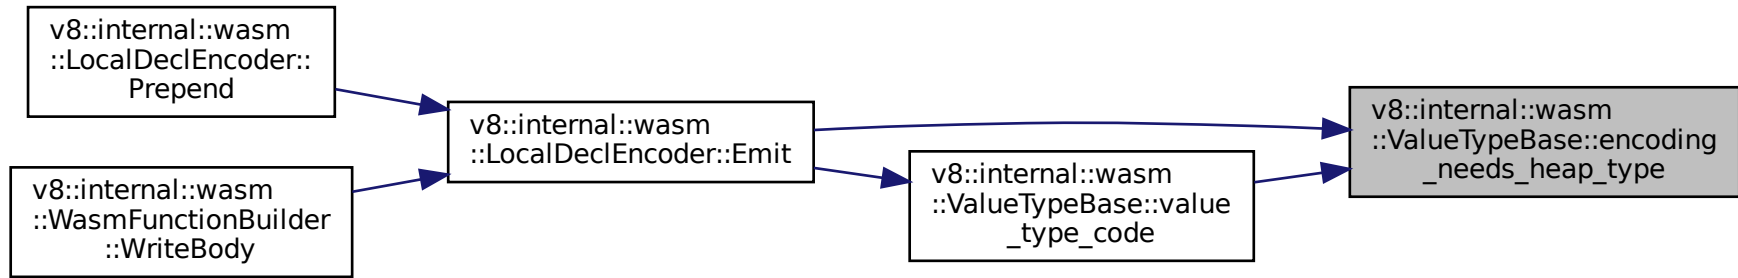 v8::internal::wasm
::LocalDeclEncoder::
Prepend
v8::internal::wasm
::WasmFunctionBuilder
::WriteBody
v8::internal::wasm
::LocalDeclEncoder::Emit
v8::internal::wasm
::ValueTypeBase::value
_type_code
v8::internal::wasm
::ValueTypeBase::encoding
_needs_heap_type